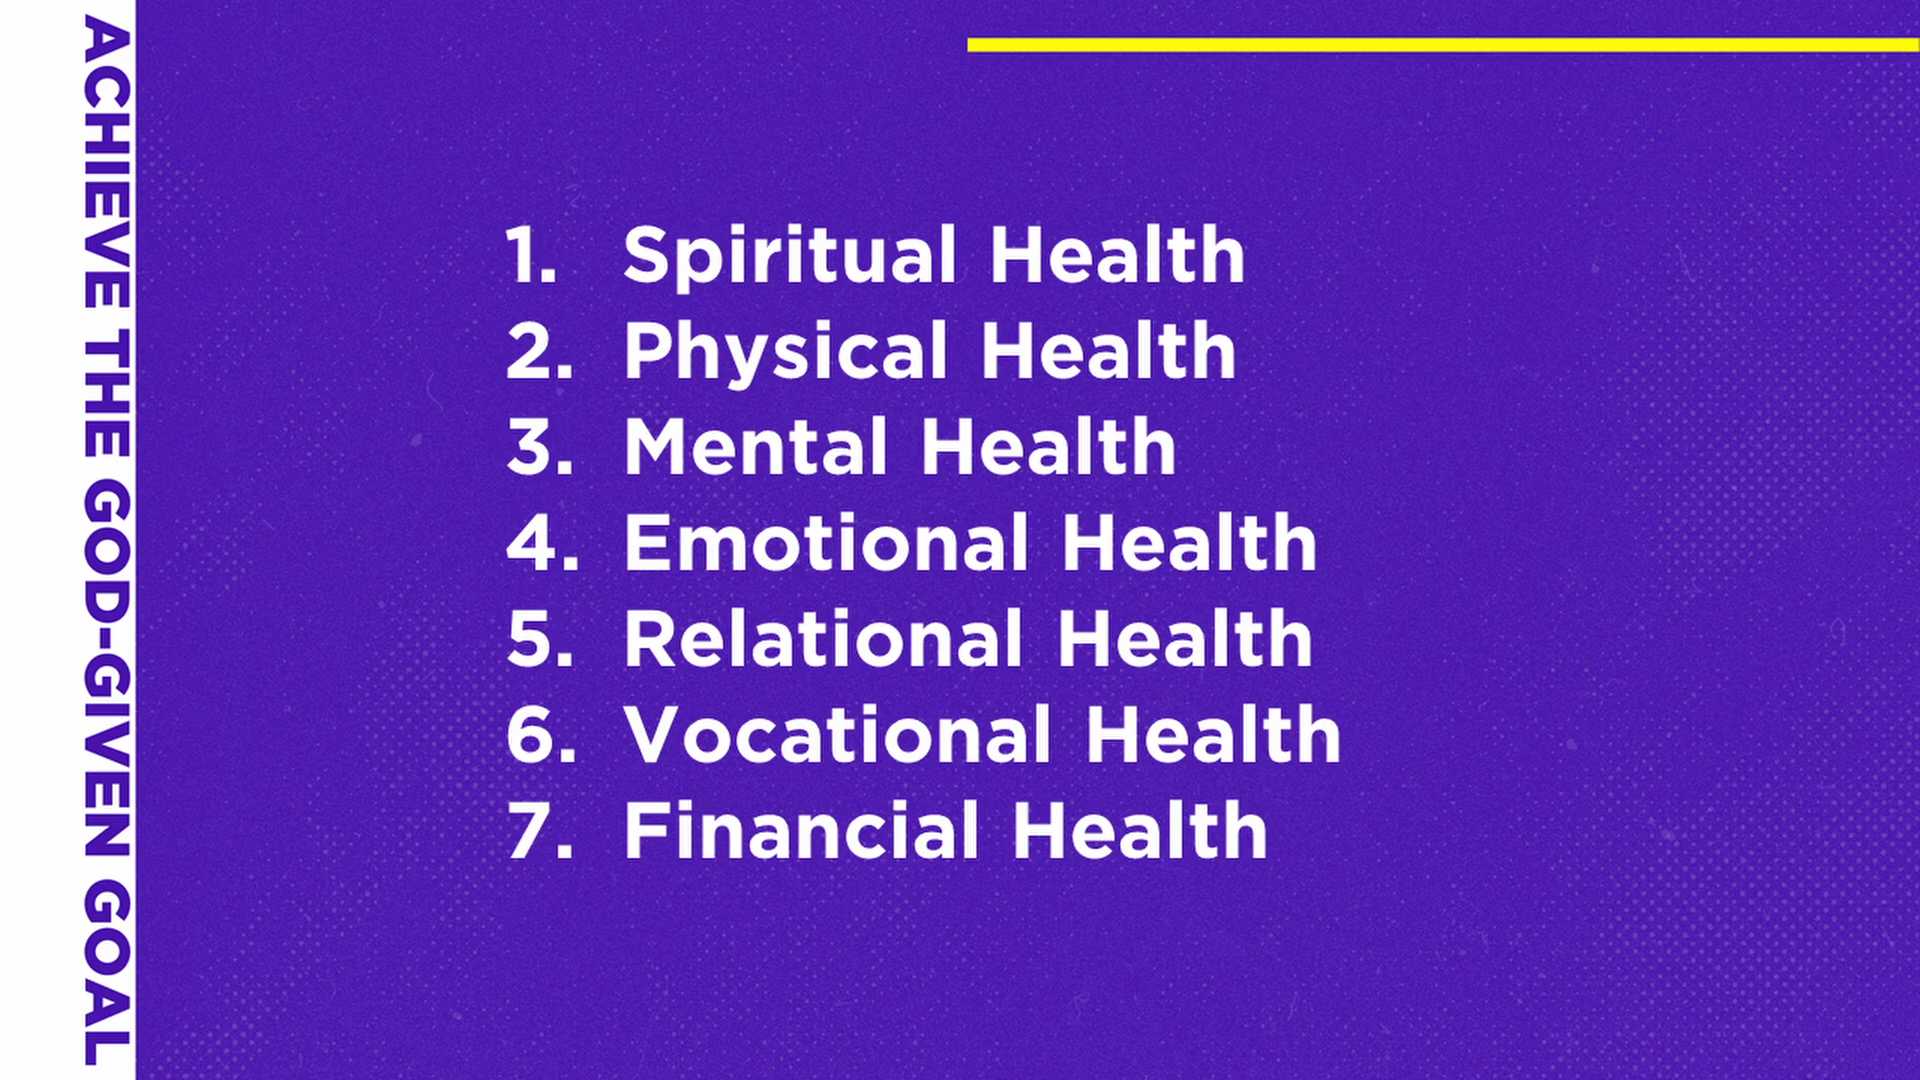 ACHIEVE THE GOD-GIVEN GOAL
1. Spiritual Health
2. Physical Health
3. Mental Health
4. Emotional Health
5. Relational Health
6. Vocational Health
7. Financial Health